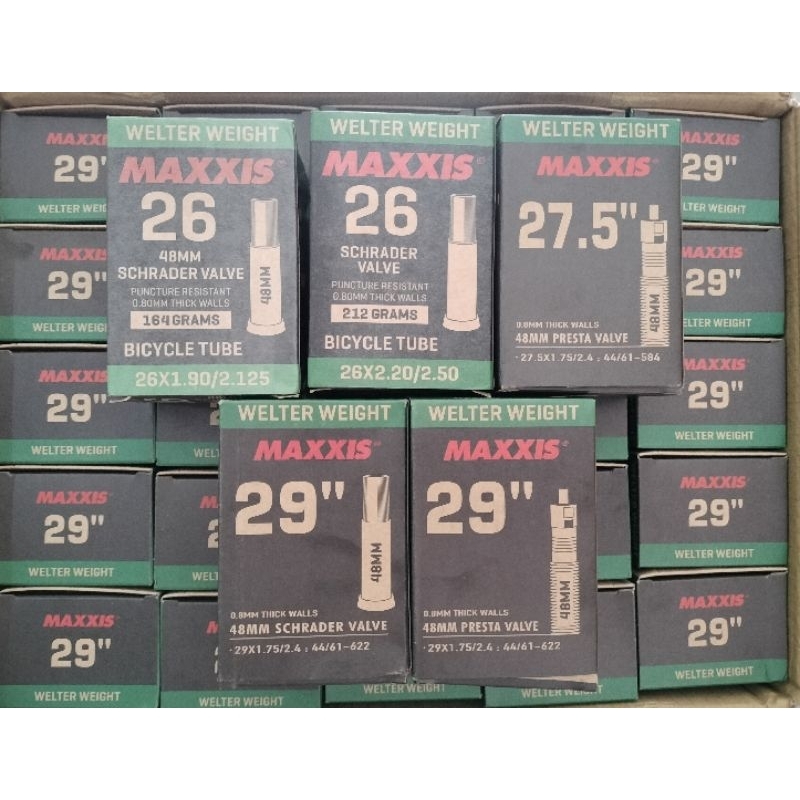 WELTER WEIGHT
MAXXIS
26
48MM
SCHRADER VALVE
PUNCTURE RESISTANT
0.80MM THICK WALLS
164 GRAMS
48MM
BICYCLE TUBE
26X1.90/2.125
WELTER WEIGHT
MAXXIS
26
SCHRADER
VALVE
PUNCTURE RESISTANT
0.80MM THICK WALLS
212 GRAMS
48MM
BICYCLE TUBE
26X2.20/2.50
WELTER WEIGHT
MAXXIS
27.5"
48MM
0.8MM THICK WALLS
48MM PRESTA VALVE
·27.5X1.75/2.4 ; 44/61-584
WELTER WEIGHT
MAXXIS
29"
48MM
0.8MM THICK WALLS
48MM SCHRADER VALVE
·29X1.75/2.4 ; 44/61-622
WELTER WEIGHT
MAXXIS
29"
48MM
0.8MM THICK WALLS
48MM PRESTA VALVE
·29X1.75/2.4 ; 44/61-622
MAXXIS
29"
WELTER WEIG
MAXXIS
29"
WELTER WEIGHT
MAXXIS
29"
WELTER
MAXXIS
29"
WELTER WEIGHT
MAXXIS
29"
WELTER WEIGHT
MAXXIS
29"
WELTER WEIGHT
MAXXIS
29"
WELTER WEIGHT
MAXXIS
29"
WELTER WEIGHT
MAXXIS
29"
WELTER WEIGHT
MAXXIS
29"
WELTER WEIGHT
WELTER WEIGHT
WELTER WEIGHT